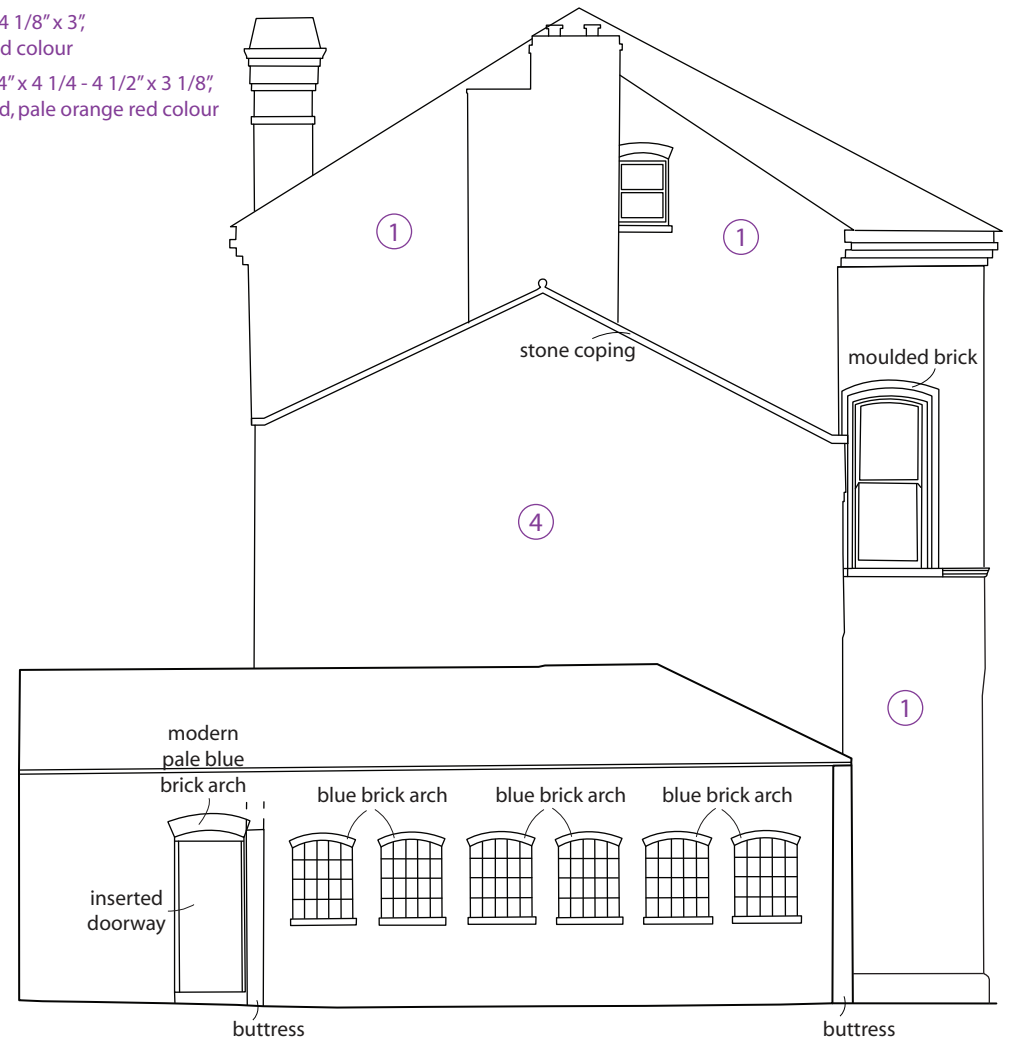 4 1/8” x 3”,
d colour
4” x 4 1/4 - 4 1/2” x 3 1/8”,
d, pale orange red colour
1
1
stone coping
moulded brick
4
1
modern
pale blue
brick arch
blue brick arch
blue brick arch
blue brick arch
inserted
doorway
buttress
buttress